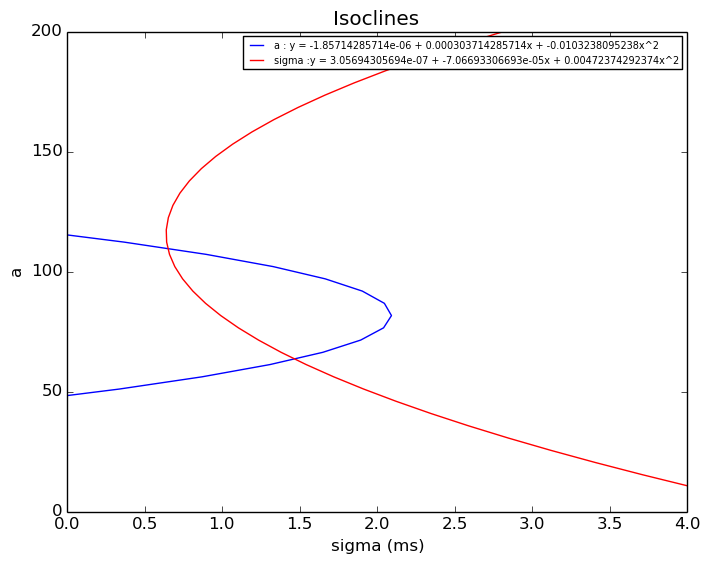 Isoclines
a : y = -1.85714285714e-06 + 0.000303714285714x + -0.0103238095238x^2
sigma :y = 3.05694305694e-07 + -7.06693306693e-05x + 0.00472374292374x^2
200
150
100
50
0
a
0.0 0.5 1.0 1.5 2.0 2.5 3.0 3.5 4.0
sigma (ms)